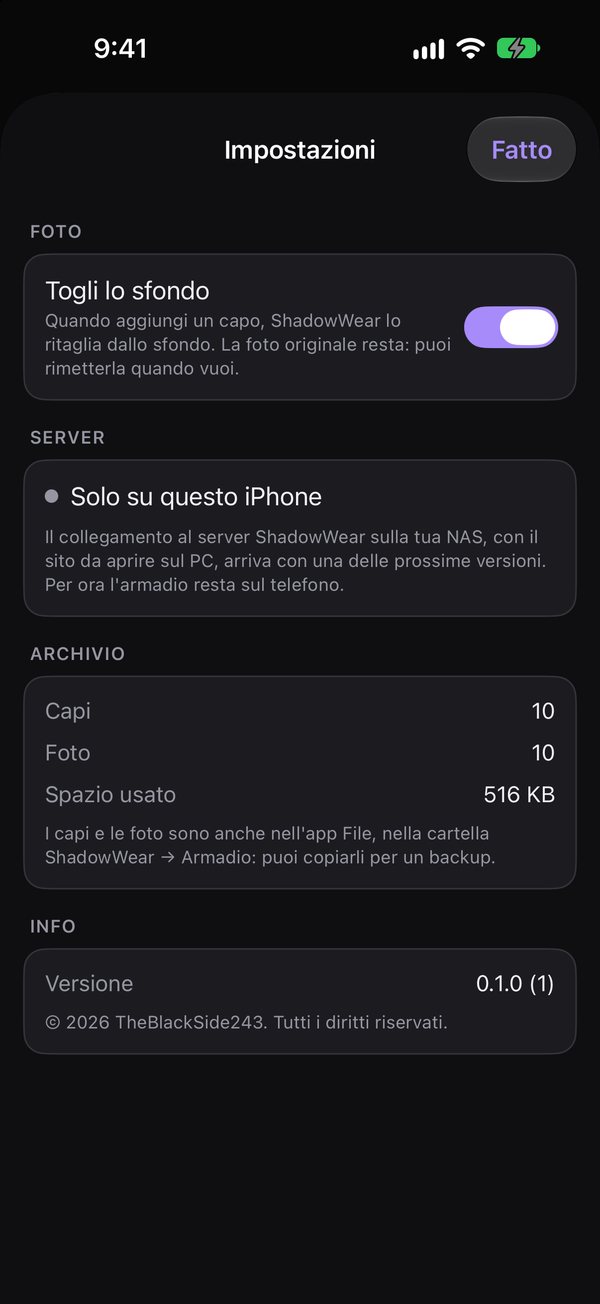 9:41
Impostazioni
Fatto
FOTO
Togli lo sfondo
Quando aggiungi un capo, ShadowWear lo
ritaglia dallo sfondo. La foto originale resta: puoi
rimetterla quando vuoi.
SERVER
Solo su questo iPhone
Il collegamento al server ShadowWear sulla tua NAS, con il
sito da aprire sul PC, arriva con una delle prossime versioni.
Per ora l'armadio resta sul telefono.
ARCHIVIO
Capi 10
Foto 10
Spazio usato 516 KB
I capi e le foto sono anche nell'app File, nella cartella
ShadowWear → Armadio: puoi copiarli per un backup.
INFO
Versione 0.1.0 (1)
© 2026 TheBlackSide243. Tutti i diritti riservati.